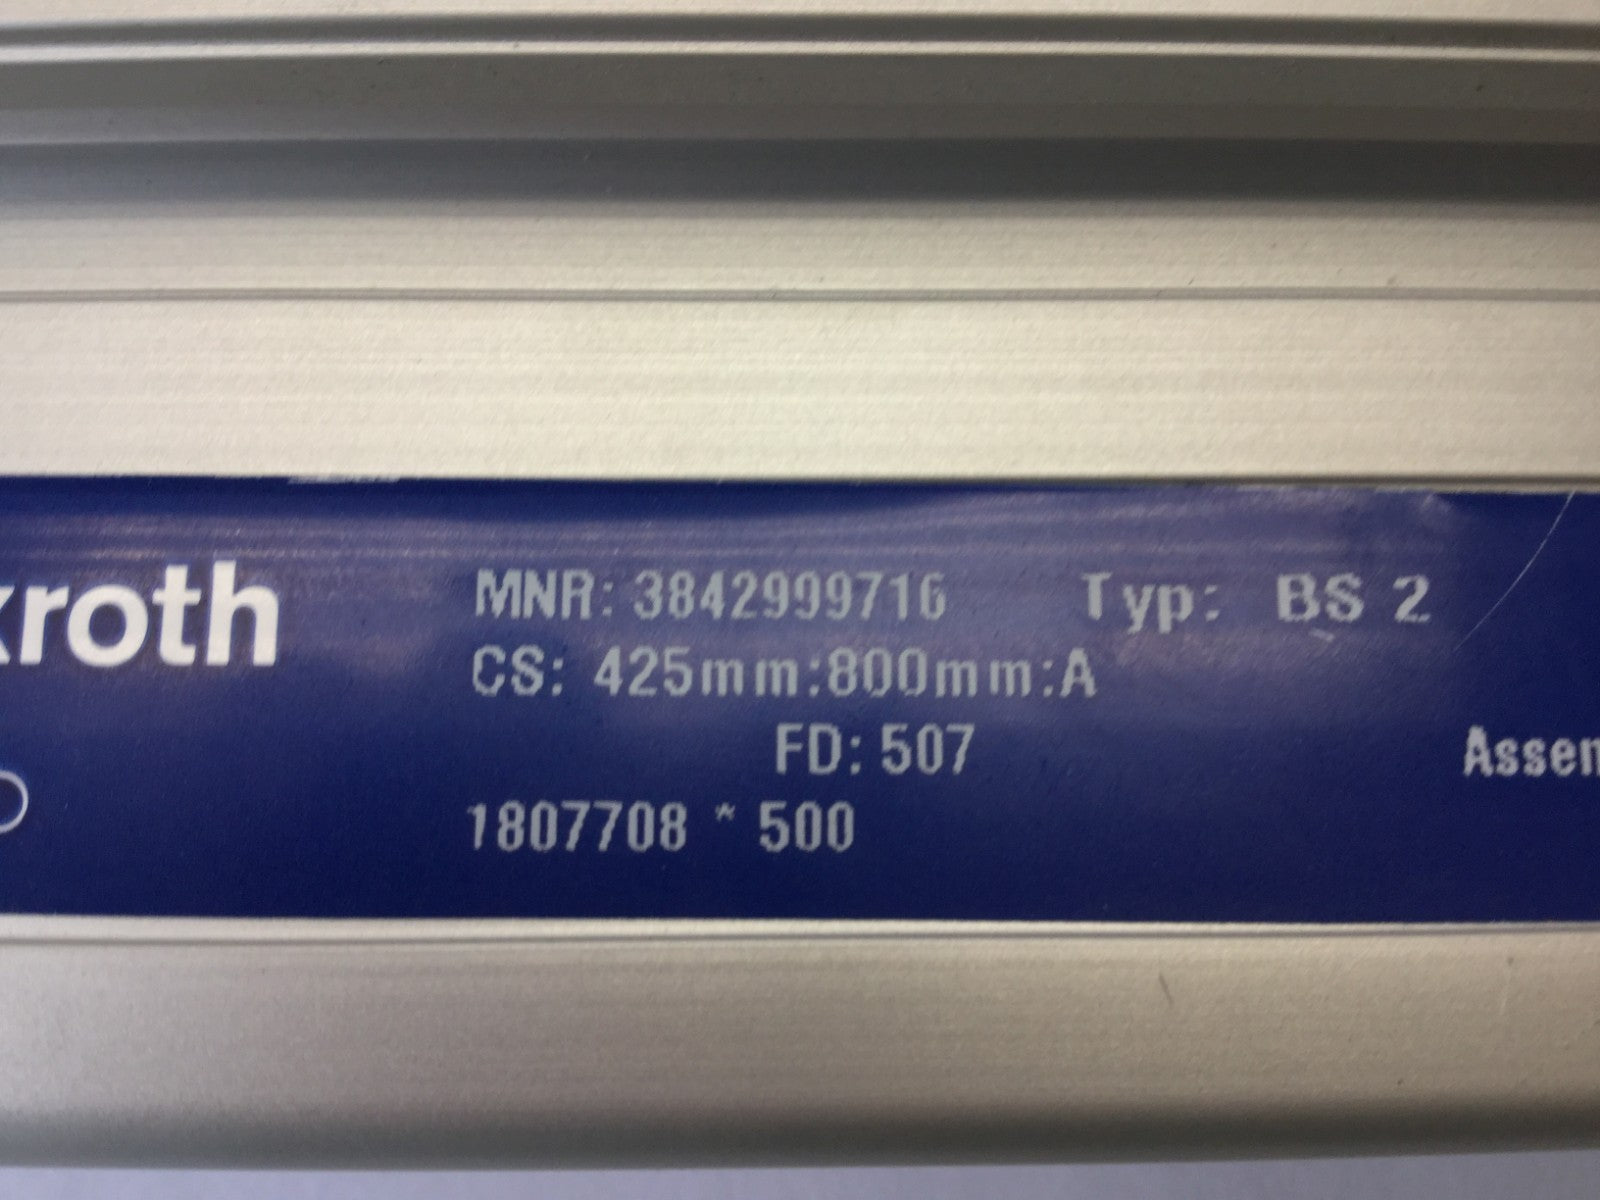 xroth
MNR: 3842999716 Typ: BS 2
CS: 425mm:800mm:A
FD: 507
Assem
1807708 * 500